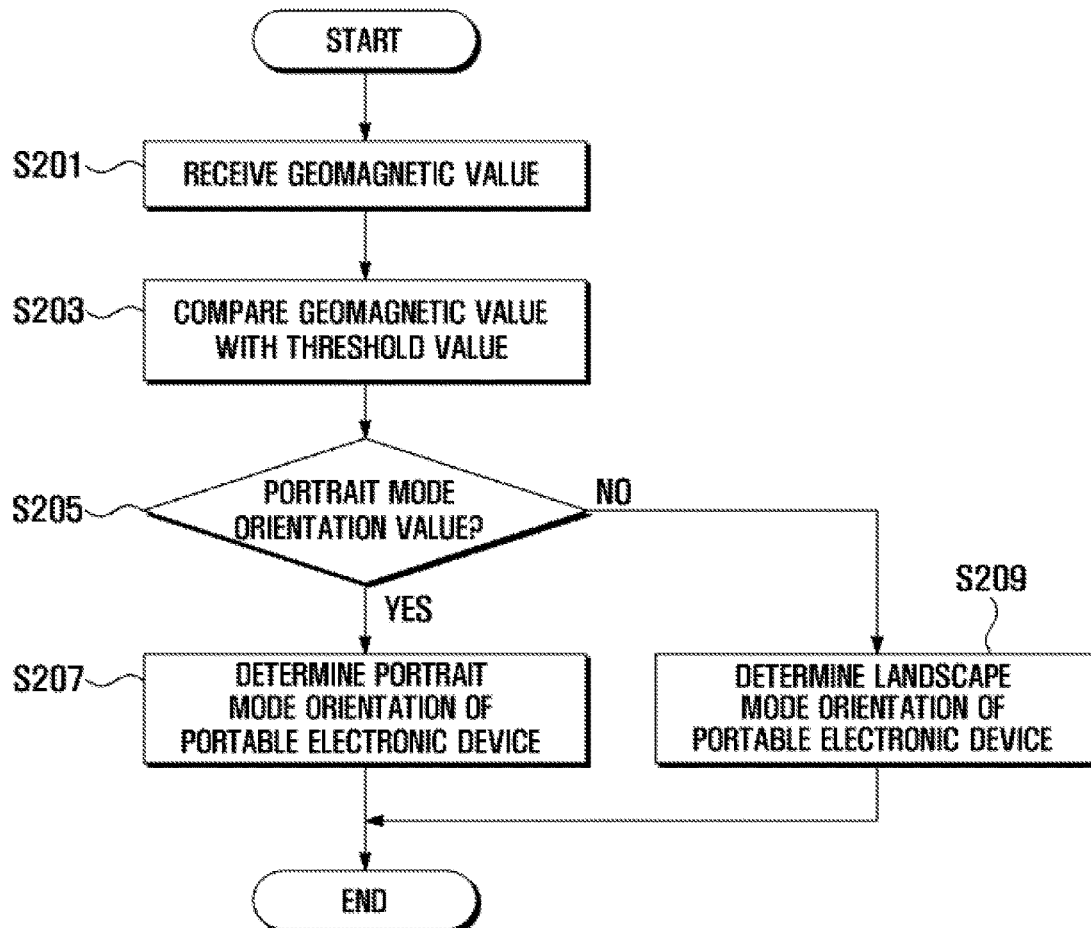 START
S201
RECEIVE GEOMAGNETIC VALUE
S203
COMPARE GEOMAGNETIC VALUE
WITH THRESHOLD VALUE
S205
PORTRAIT MODE
ORIENTATION VALUE?
NO
YES
S209
S207
DETERMINE PORTRAIT
MODE ORIENTATION OF
PORTABLE ELECTRONIC DEVICE
DETERMINE LANDSCAPE
MODE ORIENTATION OF
PORTABLE ELECTRONIC DEVICE
END